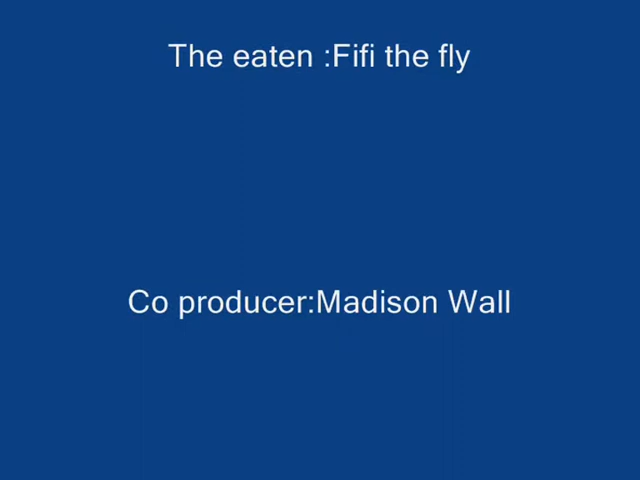 The eaten :Fifi the fly
Co producer:Madison Wall